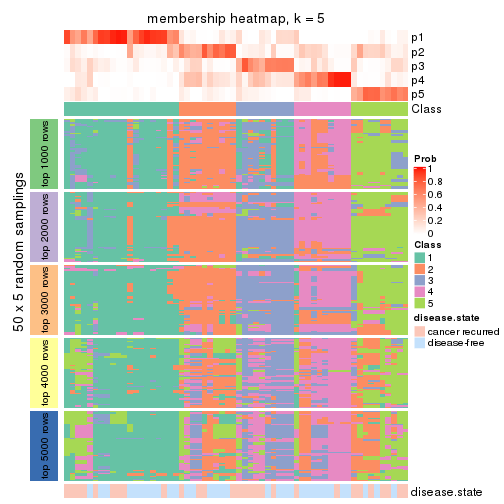 membership heatmap, k = 5
p1
p2
p3
p4
p5
Class
50 x 5 random samplings
top 1000 rows
top 2000 rows
top 3000 rows
top 4000 rows
top 5000 rows
disease.state
Prob
0.8
0.6
0.4
0.2
0
Class
1
2
3
4
5
disease.state
cancer recurred
disease-free